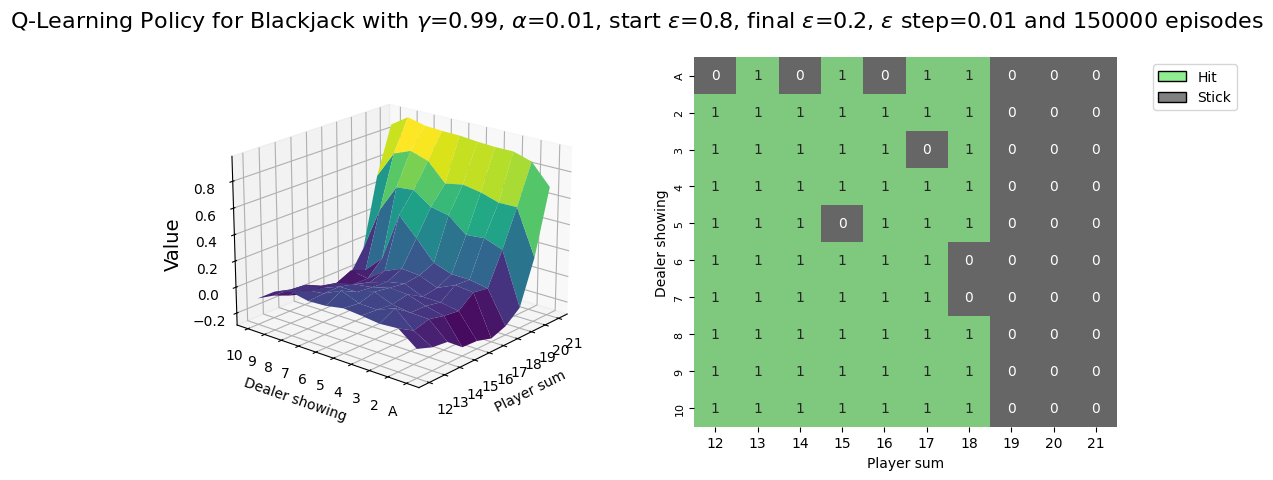 Q-Learning Policy for Blackjack with γ=0.99, α=0.01, start ε=0.8, final ε=0.2, ε step=0.01 and 150000 episodes
Value
0.8
0.6
0.4
0.2
0.0
−0.2
10 9 8 7 6 5 4 3 2 A
Dealer showing
12 13 14 15 16 17 18 19 20 21
Player sum
Dealer showing
A 0 1 0 1 0 1 1 0 0 0
2 1 1 1 1 1 1 1 0 0 0
3 1 1 1 1 1 0 1 0 0 0
4 1 1 1 1 1 1 1 0 0 0
5 1 1 1 0 1 1 1 0 0 0
6 1 1 1 1 1 1 0 0 0 0
7 1 1 1 1 1 1 0 0 0 0
8 1 1 1 1 1 1 1 0 0 0
9 1 1 1 1 1 1 1 0 0 0
10 1 1 1 1 1 1 1 0 0 0
12 13 14 15 16 17 18 19 20 21
Player sum
Hit
Stick